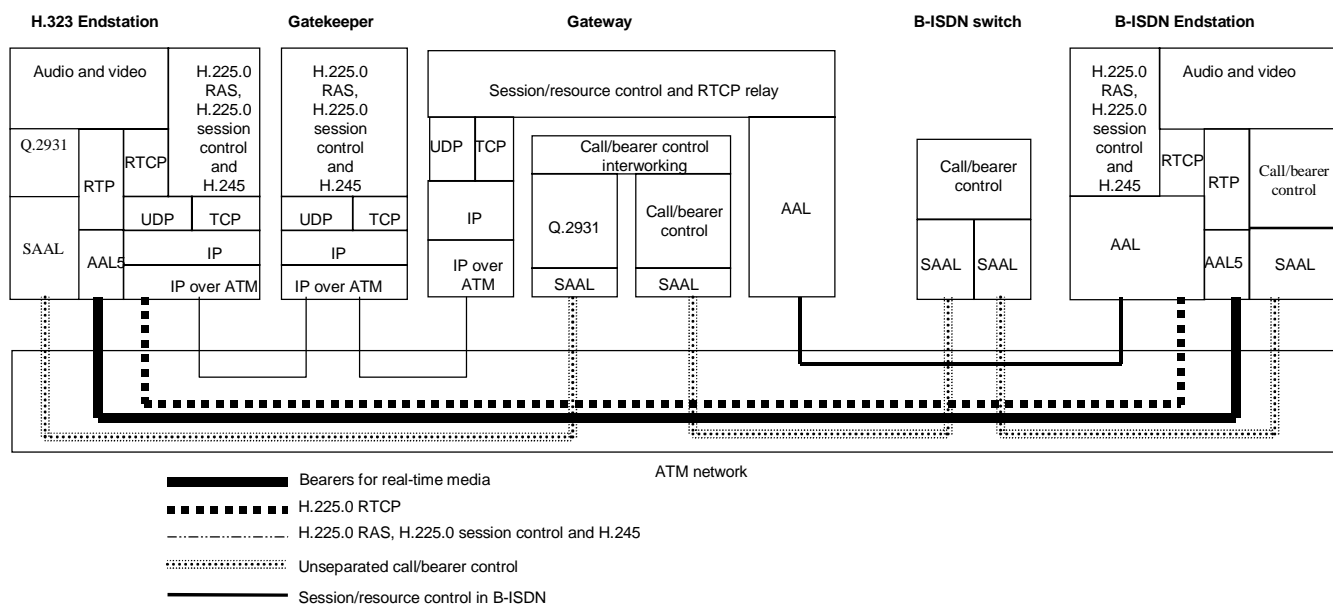 H.323 Endstation
Gatekeeper
Gateway
B-ISDN switch
B-ISDN Endstation
Audio and video
Q.2931
SAAL
RTP
AAL5
RTCP
H.225.0
RAS,
H.225.0
session
control
and
H.245
UDP
TCP
IP
IP over ATM
H.225.0
RAS,
H.225.0
session
control
and
H.245
UDP
TCP
IP
IP over ATM
Session/resource control and RTCP relay
UDP
TCP
IP
IP over
ATM
Call/bearer control
interworking
Q.2931
SAAL
Call/bearer
control
SAAL
AAL
Call/bearer
control
SAAL
SAAL
H.225.0
RAS,
H.225.0
session
control
and
H.245
Audio and video
RTCP
RTP
Call/bearer
control
AAL
AAL5
SAAL
ATM network
Bearers for real-time media
H.225.0 RTCP
H.225.0 RAS, H.225.0 session control and H.245
Unseparated call/bearer control
Session/resource control in B-ISDN